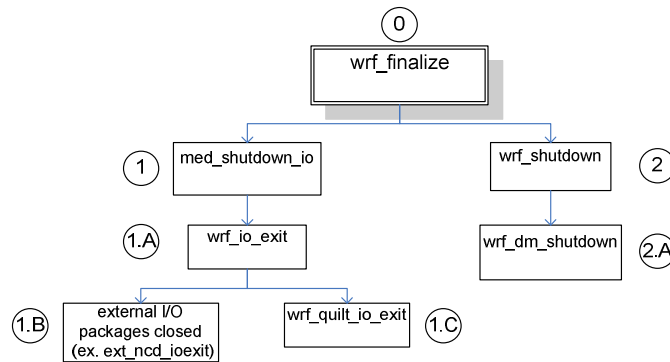 0
wrf_finalize
1
med_shutdown_io
wrf_shutdown
2
1.A
wrf_io_exit
wrf_dm_shutdown
2.A
1.B
external I/O
packages closed
(ex. ext_ncd_ioexit)
wrf_quilt_io_exit
1.C